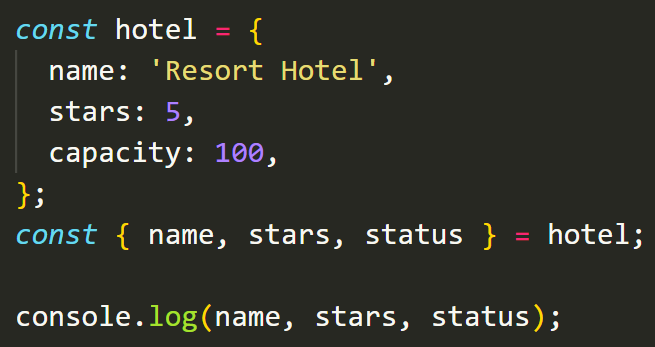 const hotel = {
  name: 'Resort Hotel',
  stars: 5,
  capacity: 100,
};
const { name, stars, status } = hotel;

console.log(name, stars, status);